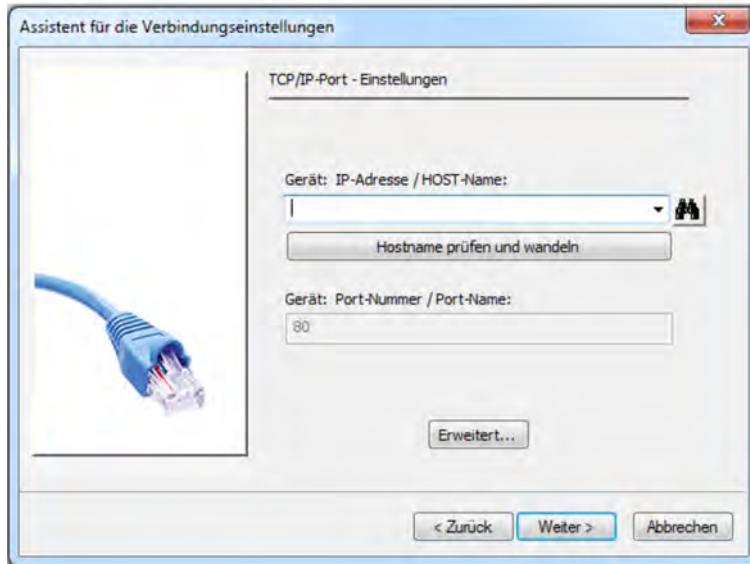 Assistent für die Verbindungseinstellungen
TCP/IP-Port - Einstellungen
Gerät: IP-Adresse / HOST-Name:
Hostname prüfen und wandeln
Gerät: Port-Nummer / Port-Name:
80
Erweitert...
< Zurück
Weiter >
Abbrechen